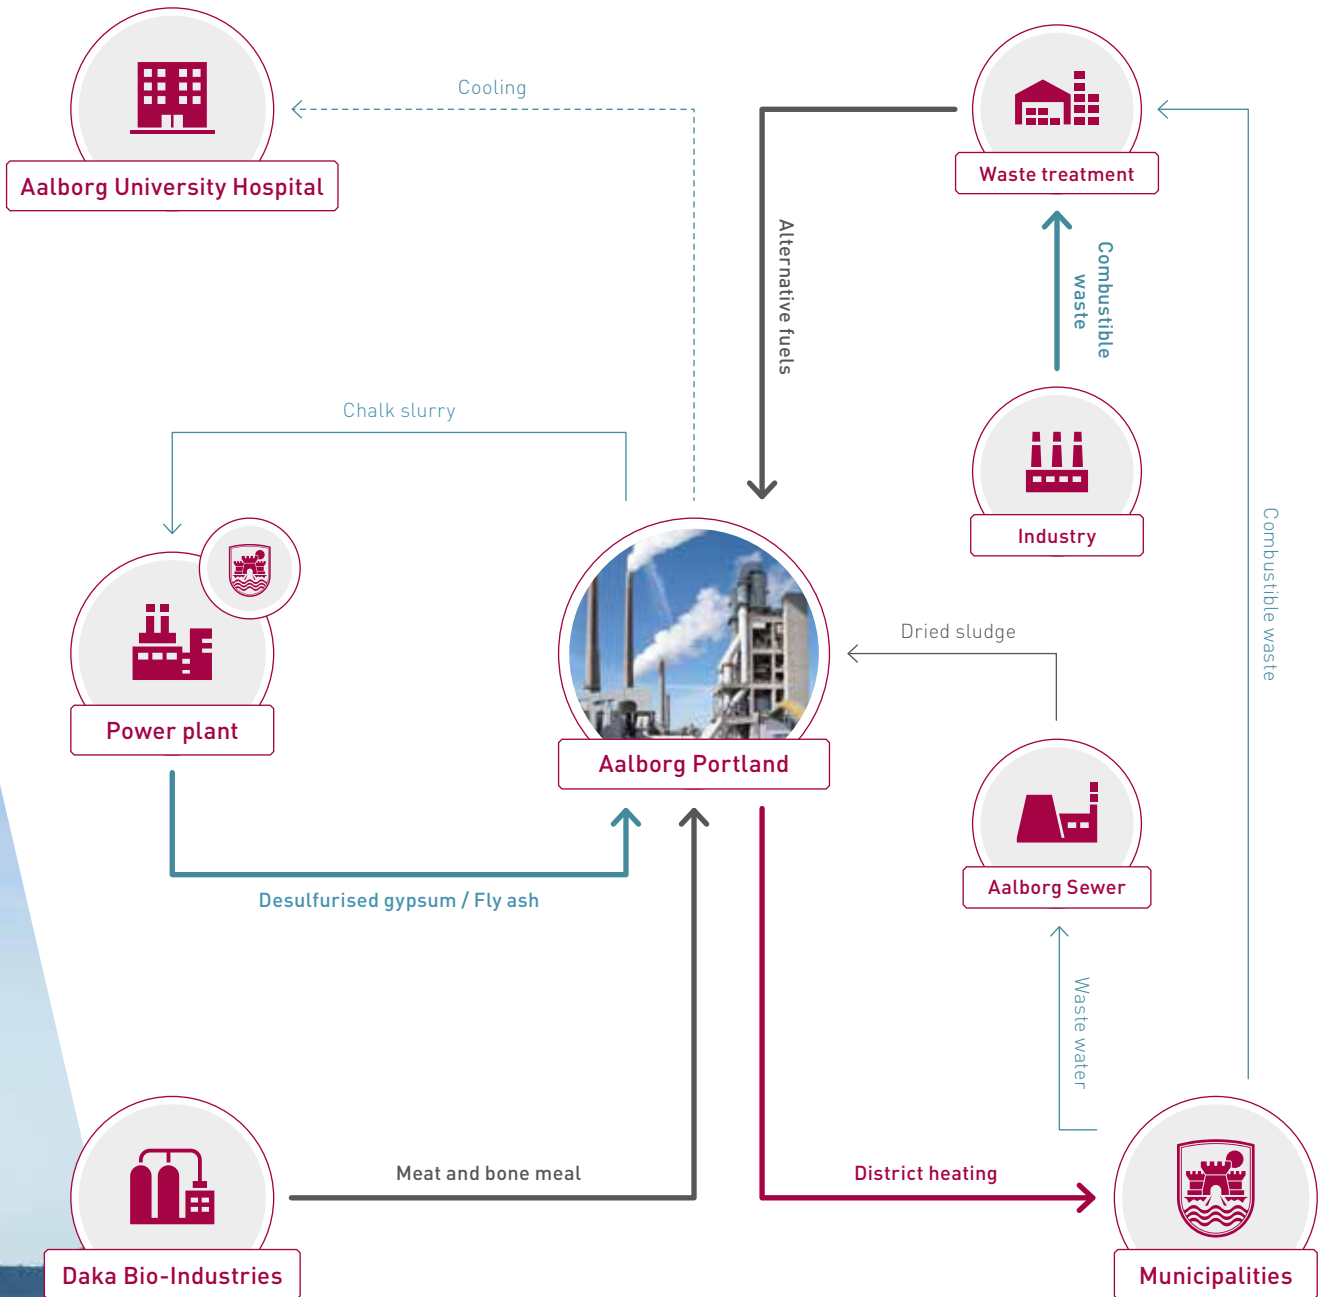 Cooling
Aalborg University Hospital
Waste treatment
Alternative fuels
Combustible
waste
Chalk slurry
Industry
Combustible waste
Dried sludge
Power plant
Aalborg Portland
Desulfurised gypsum / Fly ash
Aalborg Sewer
Waste water
Meat and bone meal
District heating
Daka Bio-Industries
Municipalities